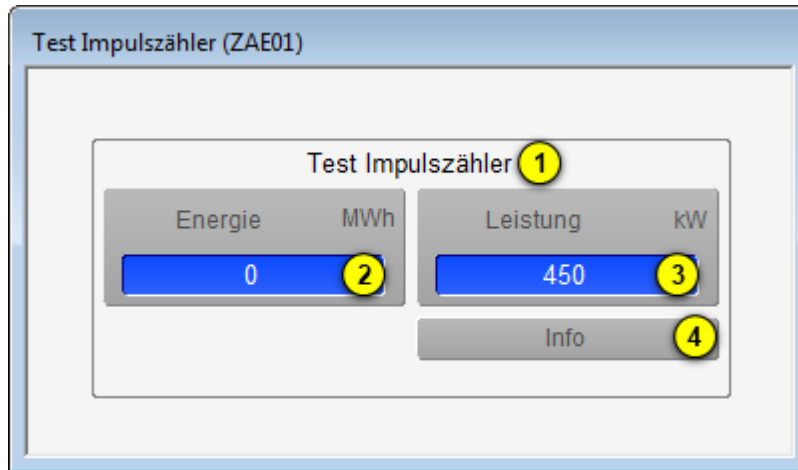 Test Impulszähler (ZAE01)
Test Impulszähler 1
Energie MWh Leistung kW
0 2 450 3
Info 4